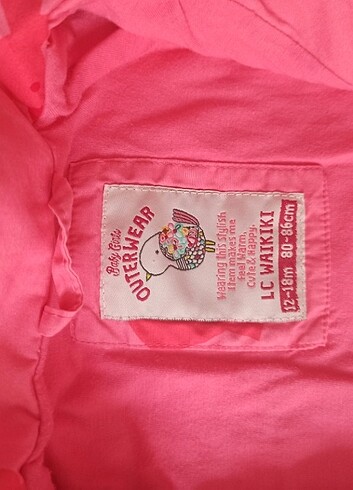 Baby Girls
OUTERWEAR
Wearing this stylish
item makes me
feel warm,
Cute & Happy.
LC WAIKIKI
12-18m 80-86cm